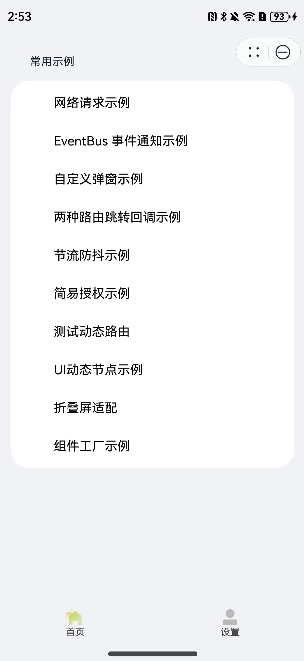 2:53
93
常用示例
网络请求示例
EventBus 事件通知示例
自定义弹窗示例
两种路由跳转回调示例
节流防抖示例
简易授权示例
测试动态路由
UI动态节点示例
折叠屏适配
组件工厂示例
首页
设置